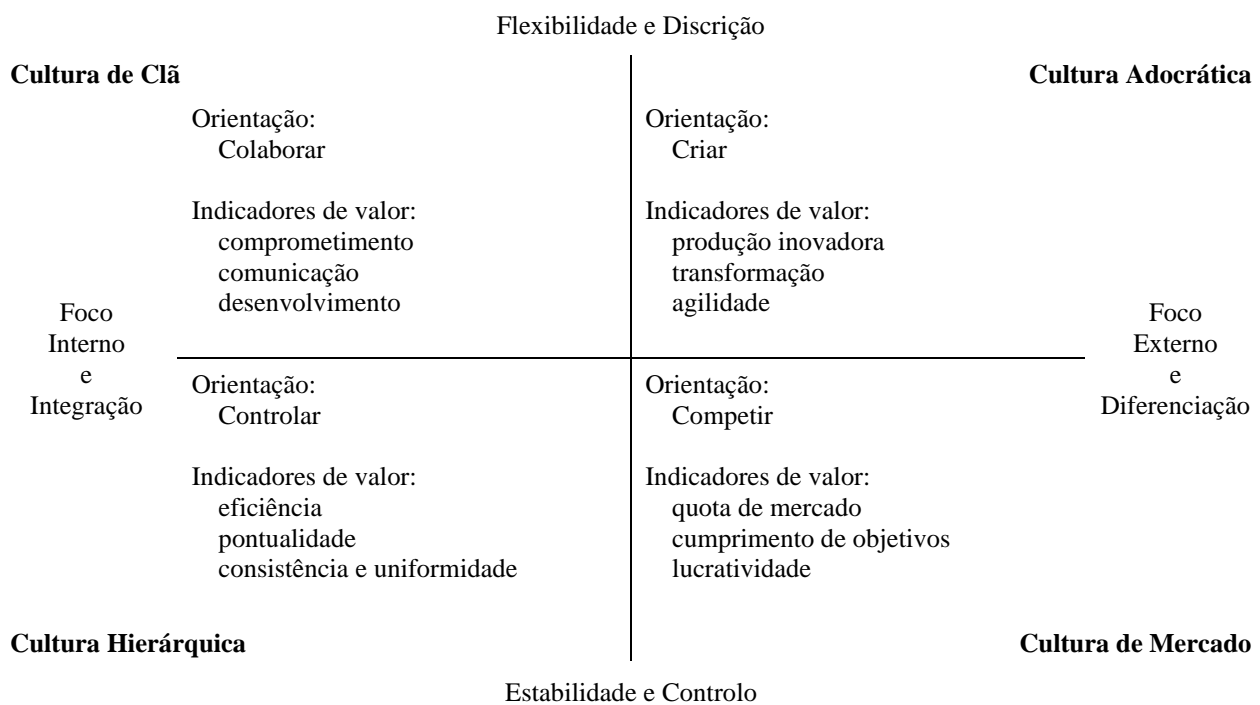 Flexibilidade e Discrição
Cultura de Clã
Cultura Adocrática
Orientação:
Colaborar
Indicadores de valor:
comprometimento
comunicação
desenvolvimento
Orientação:
Criar
Indicadores de valor:
produção inovadora
transformação
agilidade
Foco
Interno
e
Integração
Foco
Externo
e
Diferenciação
Orientação:
Controlar
Indicadores de valor:
eficiência
pontualidade
consistência e uniformidade
Orientação:
Competir
Indicadores de valor:
quota de mercado
cumprimento de objetivos
lucratividade
Cultura Hierárquica
Cultura de Mercado
Estabilidade e Controlo